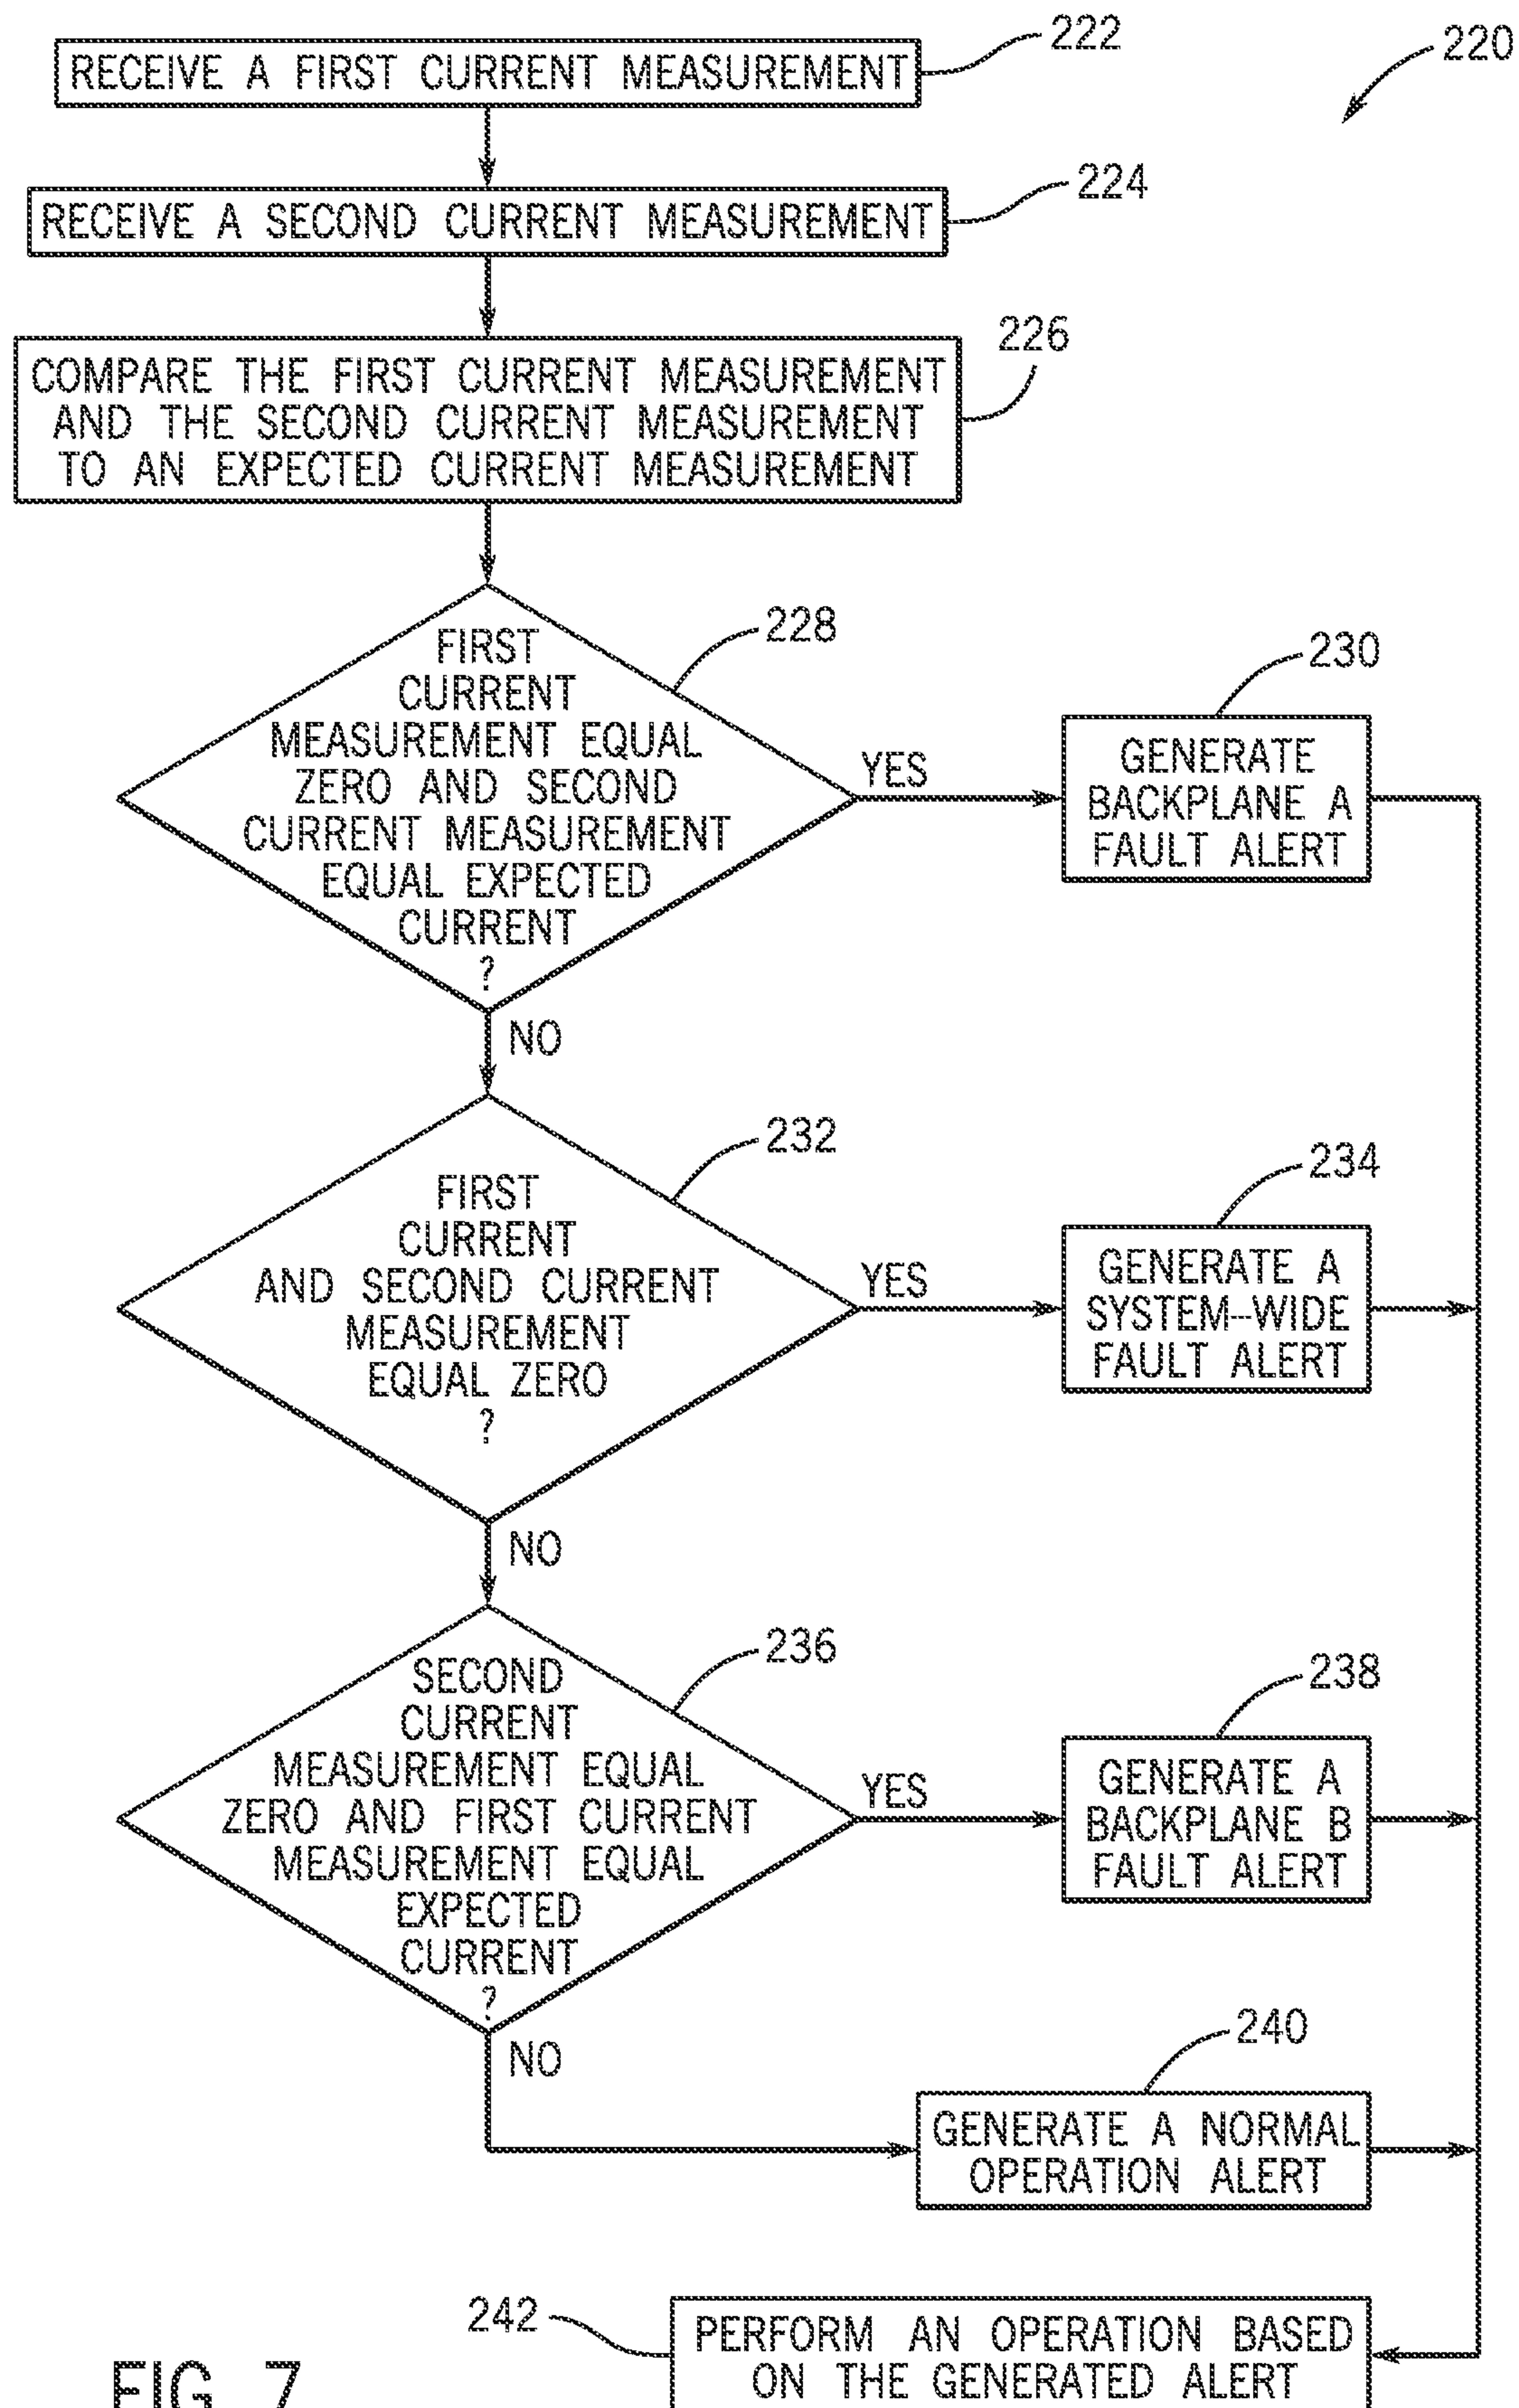 220
222
RECEIVE A FIRST CURRENT MEASUREMENT
224
RECEIVE A SECOND CURRENT MEASUREMENT
226
COMPARE THE FIRST CURRENT MEASUREMENT
AND THE SECOND CURRENT MEASUREMENT
TO AN EXPECTED CURRENT MEASUREMENT
228
FIRST
CURRENT
MEASUREMENT EQUAL
ZERO AND SECOND
CURRENT MEASUREMENT
EQUAL EXPECTED
CURRENT
?
YES
230
GENERATE
BACKPLANE A
FAULT ALERT
NO
232
FIRST
CURRENT
AND SECOND CURRENT
MEASUREMENT
EQUAL ZERO
?
YES
234
GENERATE A
SYSTEM--WIDE
FAULT ALERT
NO
236
SECOND
CURRENT
MEASUREMENT EQUAL
ZERO AND FIRST CURRENT
MEASUREMENT EQUAL
EXPECTED
CURRENT
?
YES
238
GENERATE A
BACKPLANE B
FAULT ALERT
NO
240
GENERATE A NORMAL
OPERATION ALERT
242
PERFORM AN OPERATION BASED
ON THE GENERATED ALERT
FIG. 7